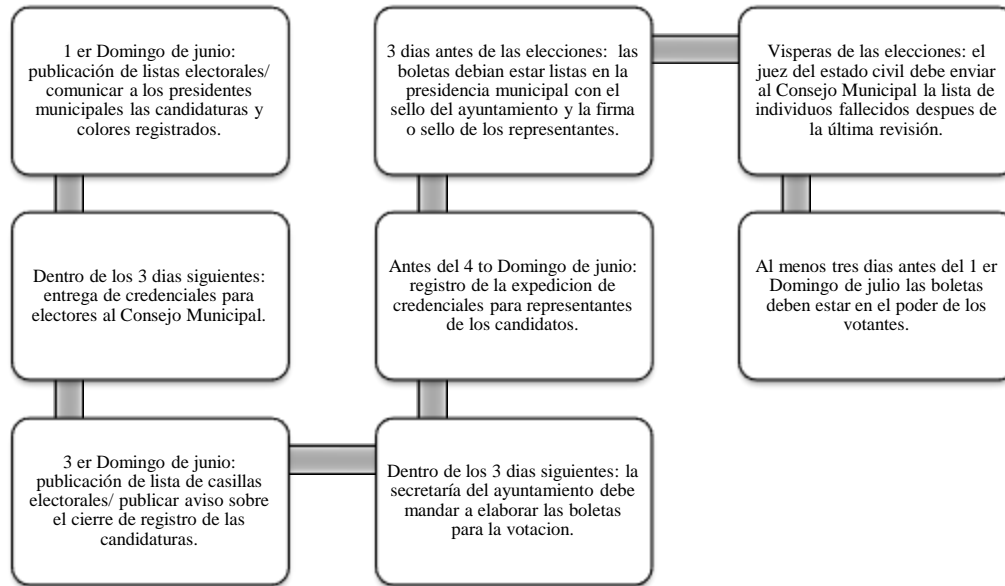 1 er Domingo de junio:
publicación de listas electorales/
comunicar a los presidentes
municipales las candidaturas y
colores registrados.
Dentro de los 3 dias siguientes:
entrega de credenciales para
electores al Consejo Municipal.
3 er Domingo de junio:
publicación de lista de casillas
electorales/ publicar aviso sobre
el cierre de registro de las
candidaturas.
Dentro de los 3 dias siguientes: la
secretaría del ayuntamiento debe
mandar a elaborar las boletas
para la votacion.
Antes del 4 to Domingo de junio:
registro de la expedicion de
credenciales para representantes
de los candidatos.
3 dias antes de las elecciones: las
boletas debian estar listas en la
presidencia municipal con el
sello del ayuntamiento y la firma
o sello de los representantes.
Visperas de las elecciones: el
juez del estado civil debe enviar
al Consejo Municipal la lista de
individuos fallecidos despues de
la última revisión.
Al menos tres dias antes del 1 er
Domingo de julio las boletas
deben estar en el poder de los
votantes.